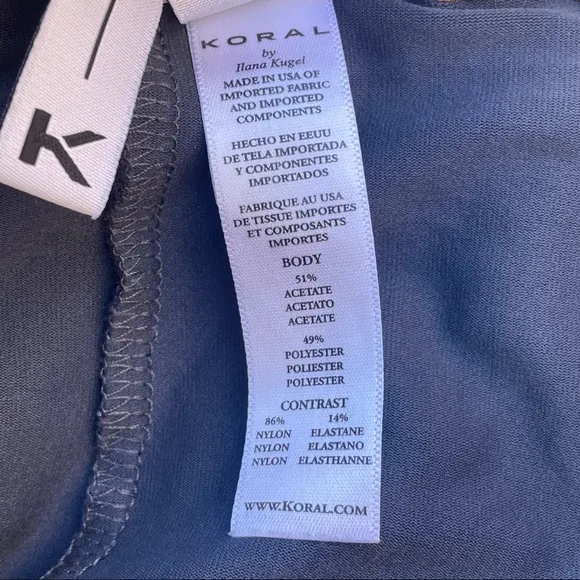 K
KORAL
by
Ilana Kugel
MADE IN USA OF
IMPORTED FABRIC
AND IMPORTED
COMPONENTS
HECHO EN EEUU
DE TELA IMPORTADA
Y COMPONENTES
IMPORTADOS
FABRIQUE AU USA
DE TISSUE IMPORTES
ET COMPOSANTS
IMPORTES
BODY
51%
ACETATE
ACETATO
ACETATE
49%
POLYESTER
POLIESTER
POLYESTER
CONTRAST
86% 14%
NYLON ELASTANE
NYLON ELASTANO
NYLON ELASTHANNE
WWW.KORAL.COM